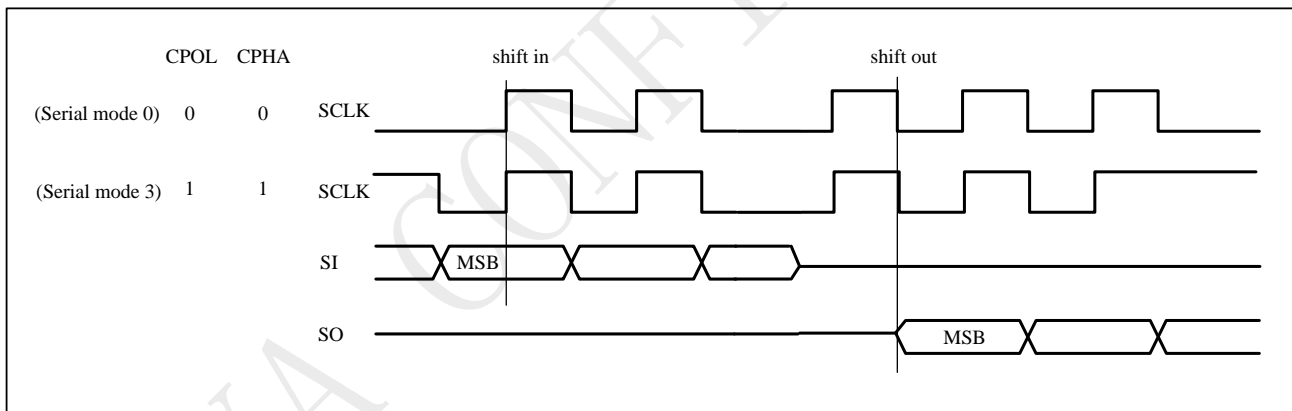 CPOL CPHA shift in shift out
(Serial mode 0) 0 0 SCLK
(Serial mode 3) 1 1 SCLK
SI MSB
SO MSB